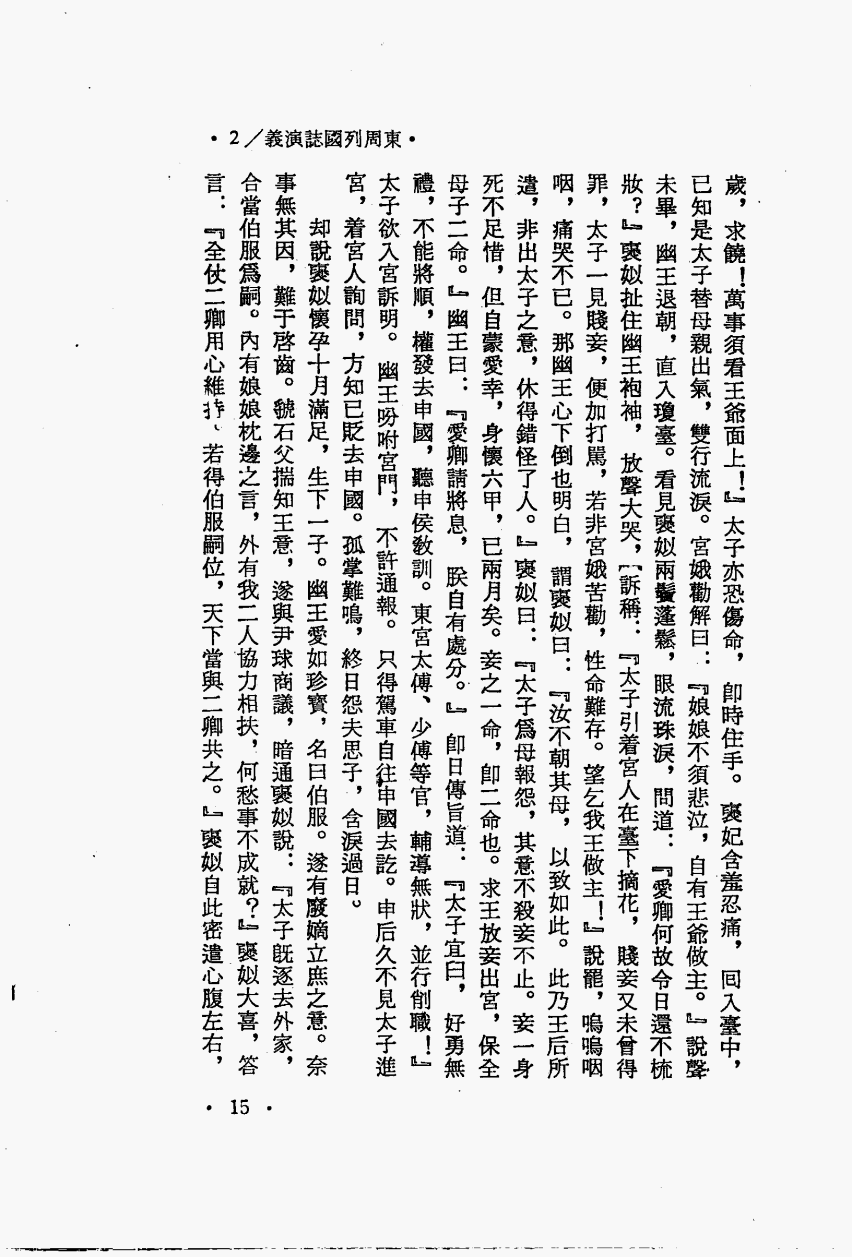 ·東周列國誌演義／2·
歲，求饒！萬事須看王爺面上！』太子亦恐傷命，卽時住手。褒妃含羞忍痛，回入臺中，
已知是太子替母親出氣，雙行流淚。宮娥勸解曰：『娘娘不須悲泣，自有王爺做主。』說聲
未畢，幽王退朝，直入瓊臺。看見褒姒兩鬢蓬鬆，眼流珠淚，問道：『愛卿何故今日還不梳
妝？』褒姒扯住幽王袍袖，放聲大哭，訴稱：『太子引着宮人在臺下摘花，賤妾又未曾得
罪，太子一見賤妾，便加打駡，若非宮娥苦勸，性命難存。望乞我王做主！』說罷，嗚嗚咽
咽，痛哭不已。那幽王心下倒也明白，謂褒姒曰：『汝不朝其母，以致如此。此乃王后所
遣，非出太子之意，休得錯怪了人。』褒姒曰：『太子爲母報怨，其意不殺妾不止。妾一身
死不足惜，但自蒙愛幸，身懷六甲，已兩月矣。妾之一命，卽二命也。求王放妾出宮，保全
母子二命。』幽王曰：『愛卿請將息，朕自有處分。』卽日傳旨道：『太子宜臼，好勇無
禮，不能將順，權發去申國，聽申侯敎訓。東宮太傅、少傅等官，輔導無狀，並行削職！』
太子欲入宮訴明。幽王吩咐宮門，不許通報。只得駕車自往申國去訖。申后久不見太子進
宮，着宮人詢問，方知已貶去申國。孤掌難鳴，終日怨夫思子，含淚過日。
却說褒姒懷孕十月滿足，生下一子。幽王愛如珍寶，名曰伯服。遂有廢嫡立庶之意。奈
事無其因，難于啓齒。虢石父揣知王意，遂與尹球商議，暗通褒姒說：『太子旣逐去外家，
合當伯服爲嗣。內有娘娘枕邊之言，外有我二人協力相扶，何愁事不成就？』褒姒大喜，答
言：『全仗二卿用心維持、若得伯服嗣位，天下當與二卿共之。』褒姒自此密遣心腹左右，
· 15 ·